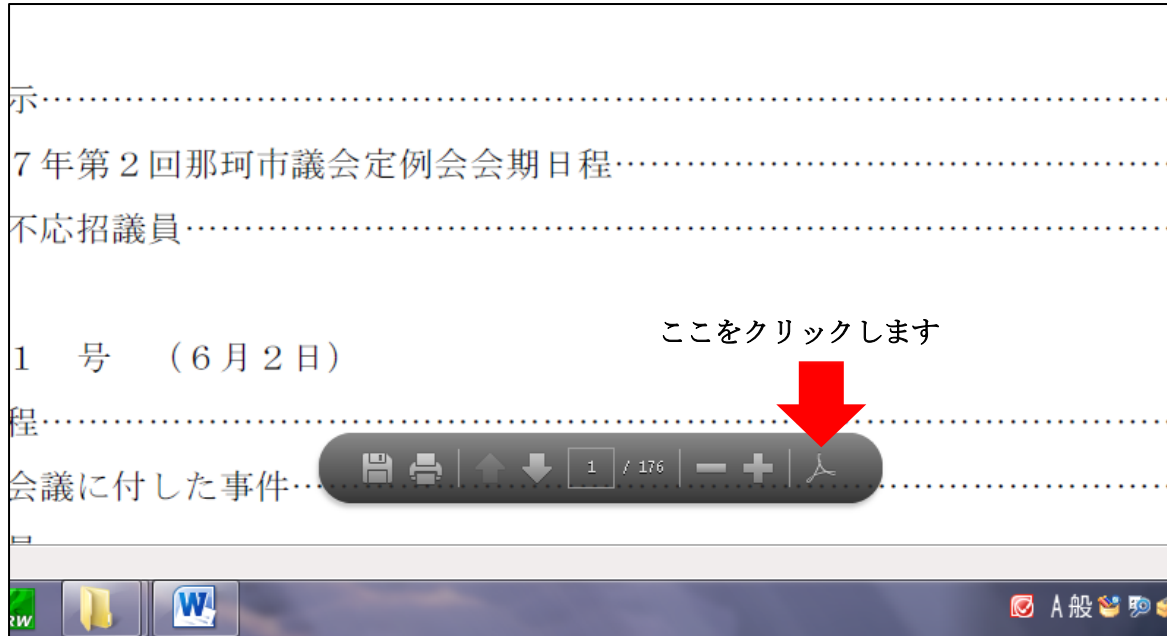 示……………………………………………………………………………
７年第２回那珂市議会定例会会期日程……………………………………
不応招議員………………………………………………………………
ここをクリックします
１　号　（６月２日）
程……………………………………………………………………………
1 / 176
会議に付した事件……………………………………………………
W
A 般